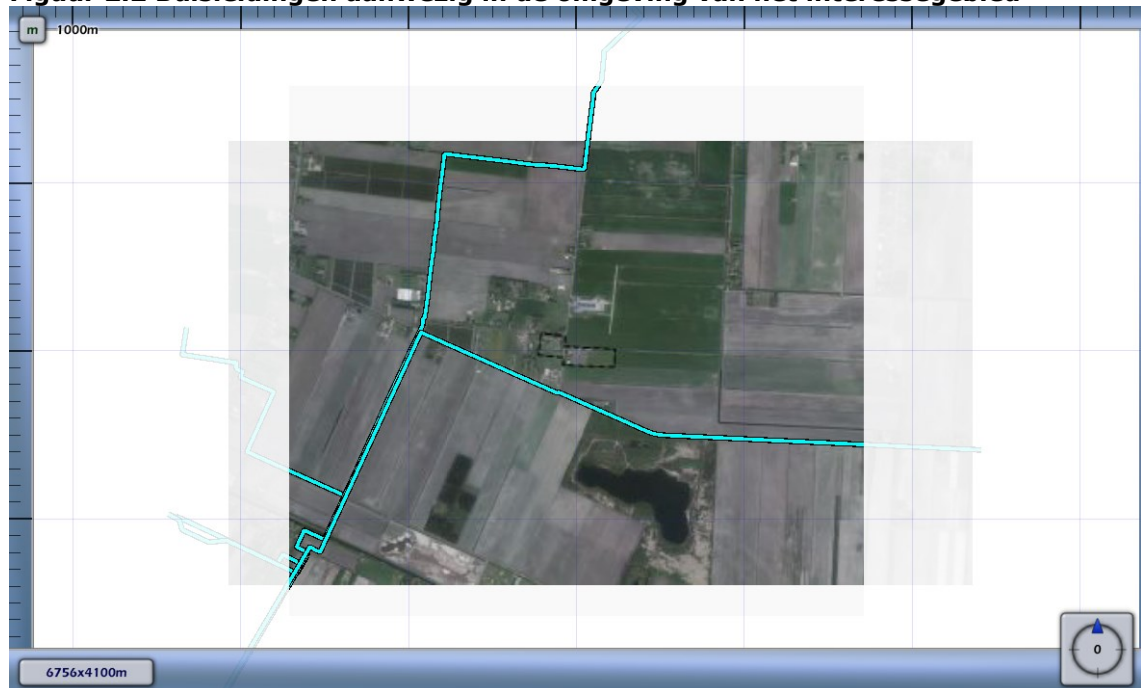 Figuur 2.2 Buisleidingen aanwezig in de omgeving van het interessegebied
m
1000m
0
6756x4100m